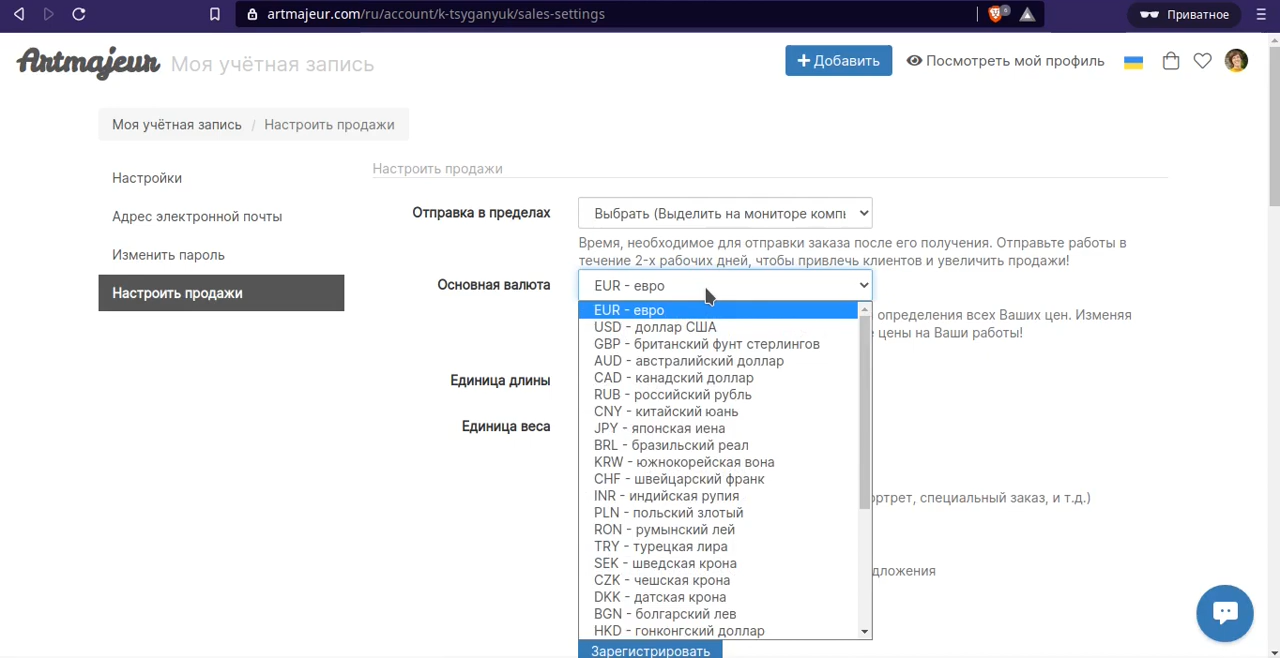 artmajeur.com/ru/account/k-tsyganyuk/sales-settings
Приватное
Artmajeur
Моя учётная запись
+ Добавить
Посмотреть мой профиль
Моя учётная запись / Настроить продажи
Настройки
Адрес электронной почты
Изменить пароль
Настроить продажи
Настроить продажи
Отправка в пределах
Выбрать (Выделить на мониторе компь
Время, необходимое для отправки заказа после его получения. Отправьте работы в
течение 2-х рабочих дней, чтобы привлечь клиентов и увеличить продажи!
Основная валюта
EUR - евро
EUR - евро
USD - доллар США
GBP - британский фунт стерлингов
AUD - австралийский доллар
CAD - канадский доллар
RUB - российский рубль
CNY - китайский юань
JPY - японская иена
BRL - бразильский реал
KRW - южнокорейская вона
CHF - швейцарский франк
INR - индийская рупия
PLN - польский злотый
RON - румынский лей
TRY - турецкая лира
SEK - шведская крона
CZK - чешская крона
DKK - датская крона
BGN - болгарский лев
HKD - гонконгский доллар
определения всех Ваших цен. Изменяя
цены на Ваши работы!
Единица длины
Единица веса
ортрет, специальный заказ, и т.д.)
дложения
Зарегистрировать